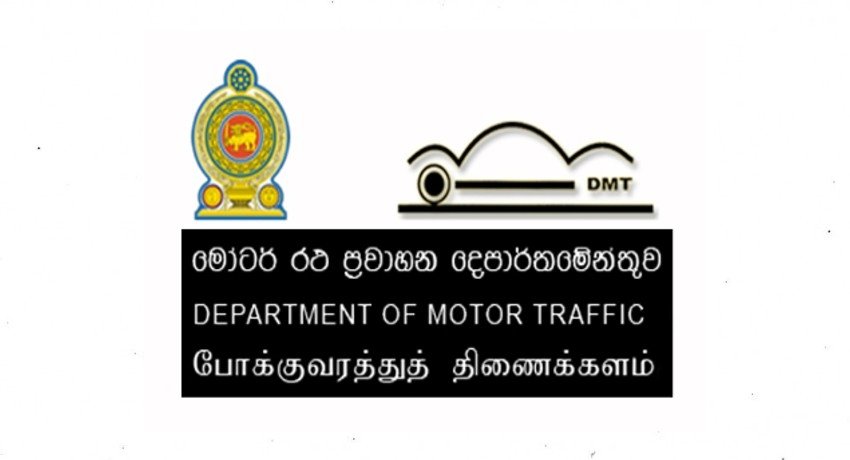 DMT
මෝටර් රථ ප්‍රවාහන දෙපාර්තමේන්තුව
DEPARTMENT OF MOTOR TRAFFIC
போக்குவரத்துத் திணைக்களம்